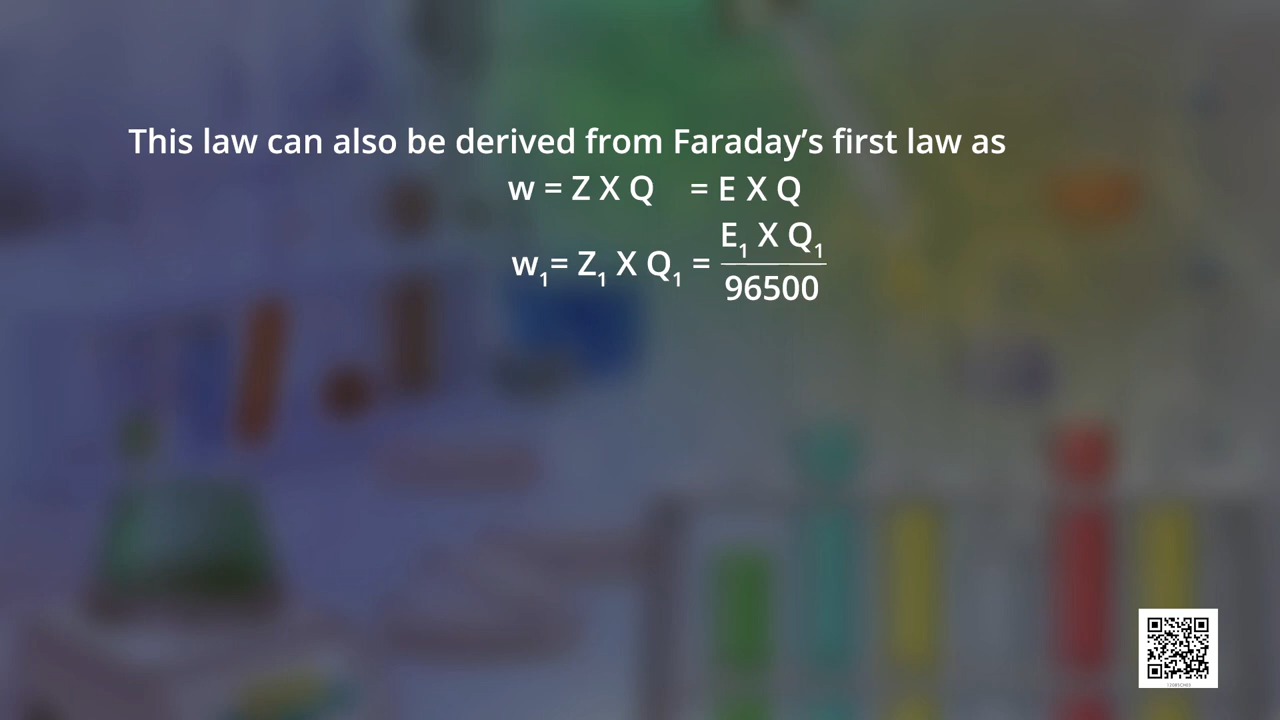 This law can also be derived from Faraday’s first law as
w = Z X Q = E X Q
w₁= Z₁ X Q₁ = E₁ X Q₁ / 96500